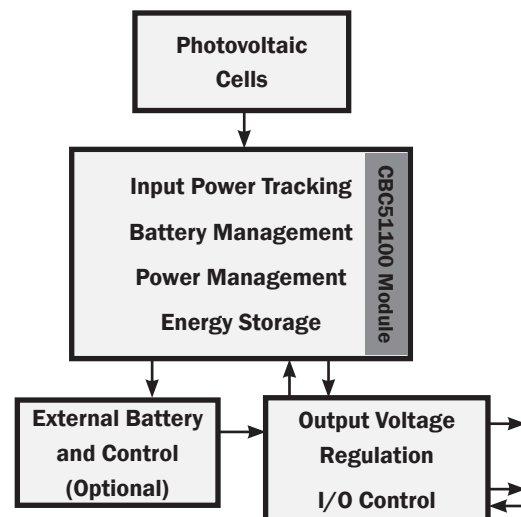 Photovoltaic
Cells
Input Power Tracking
Battery Management
Power Management
Energy Storage
CBC51100 Module
External Battery
and Control
(Optional)
Output Voltage
Regulation
I/O Control